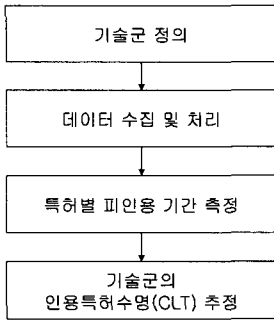 기술군 정의
데이터 수집 및 처리
특허별 피인용 기간 측정
기술군의
인용특허수명(CLT) 추정